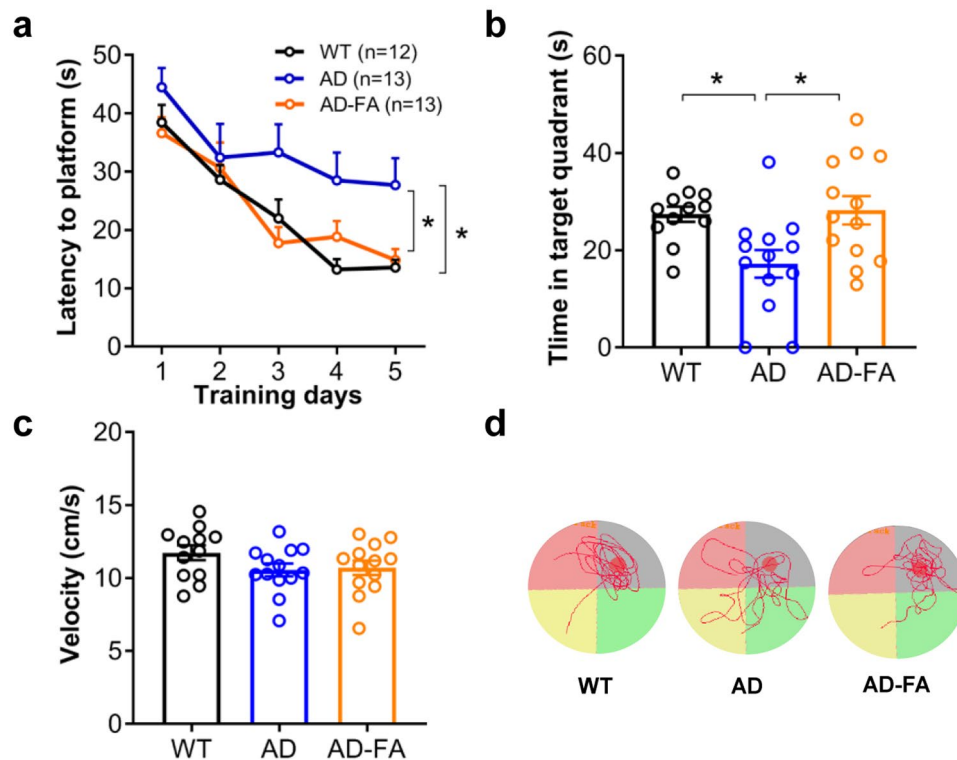 a
WT (n=12)
AD (n=13)
AD-FA (n=13)
Latency to platform (s)
50
40
30
20
10
0
*
*
1 2 3 4 5
Training days
b
Tlime in target quadrant (s)
60
40
20
0
* *
WT AD AD-FA
c
Velocity (cm/s)
20
15
10
5
0
WT AD AD-FA
d
WT AD AD-FA